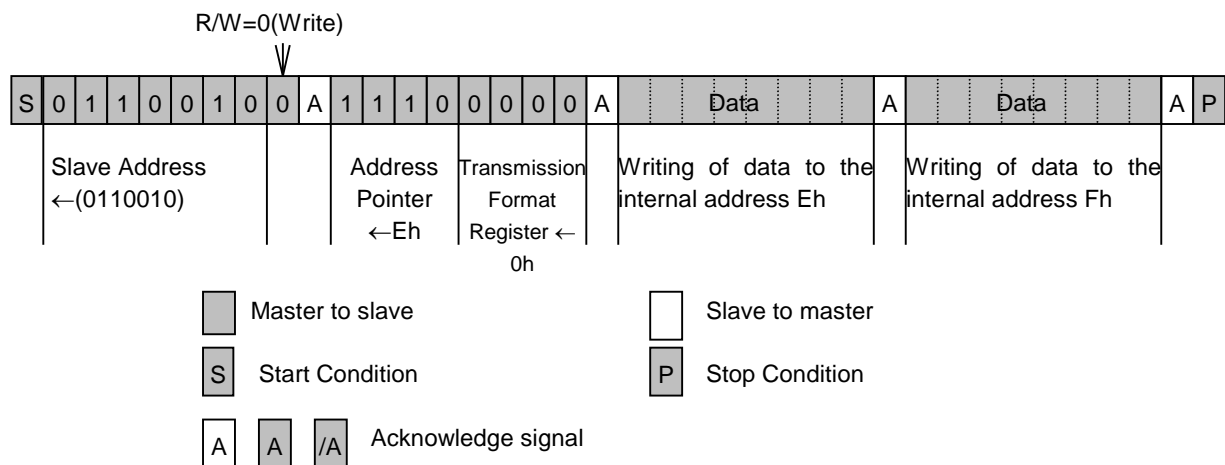 R/W=0(Write)
S 0 1 1 0 0 1 0 0 A 1 1 1 0 0 0 0 0 A Data A Data A P
Slave Address
←(0110010)
Address
Pointer
←Eh
Transmission
Format
Register ←
0h
Writing of data to the
internal address Eh
Writing of data to the
internal address Fh
Master to slave
Slave to master
S Start Condition
P Stop Condition
A A /A Acknowledge signal